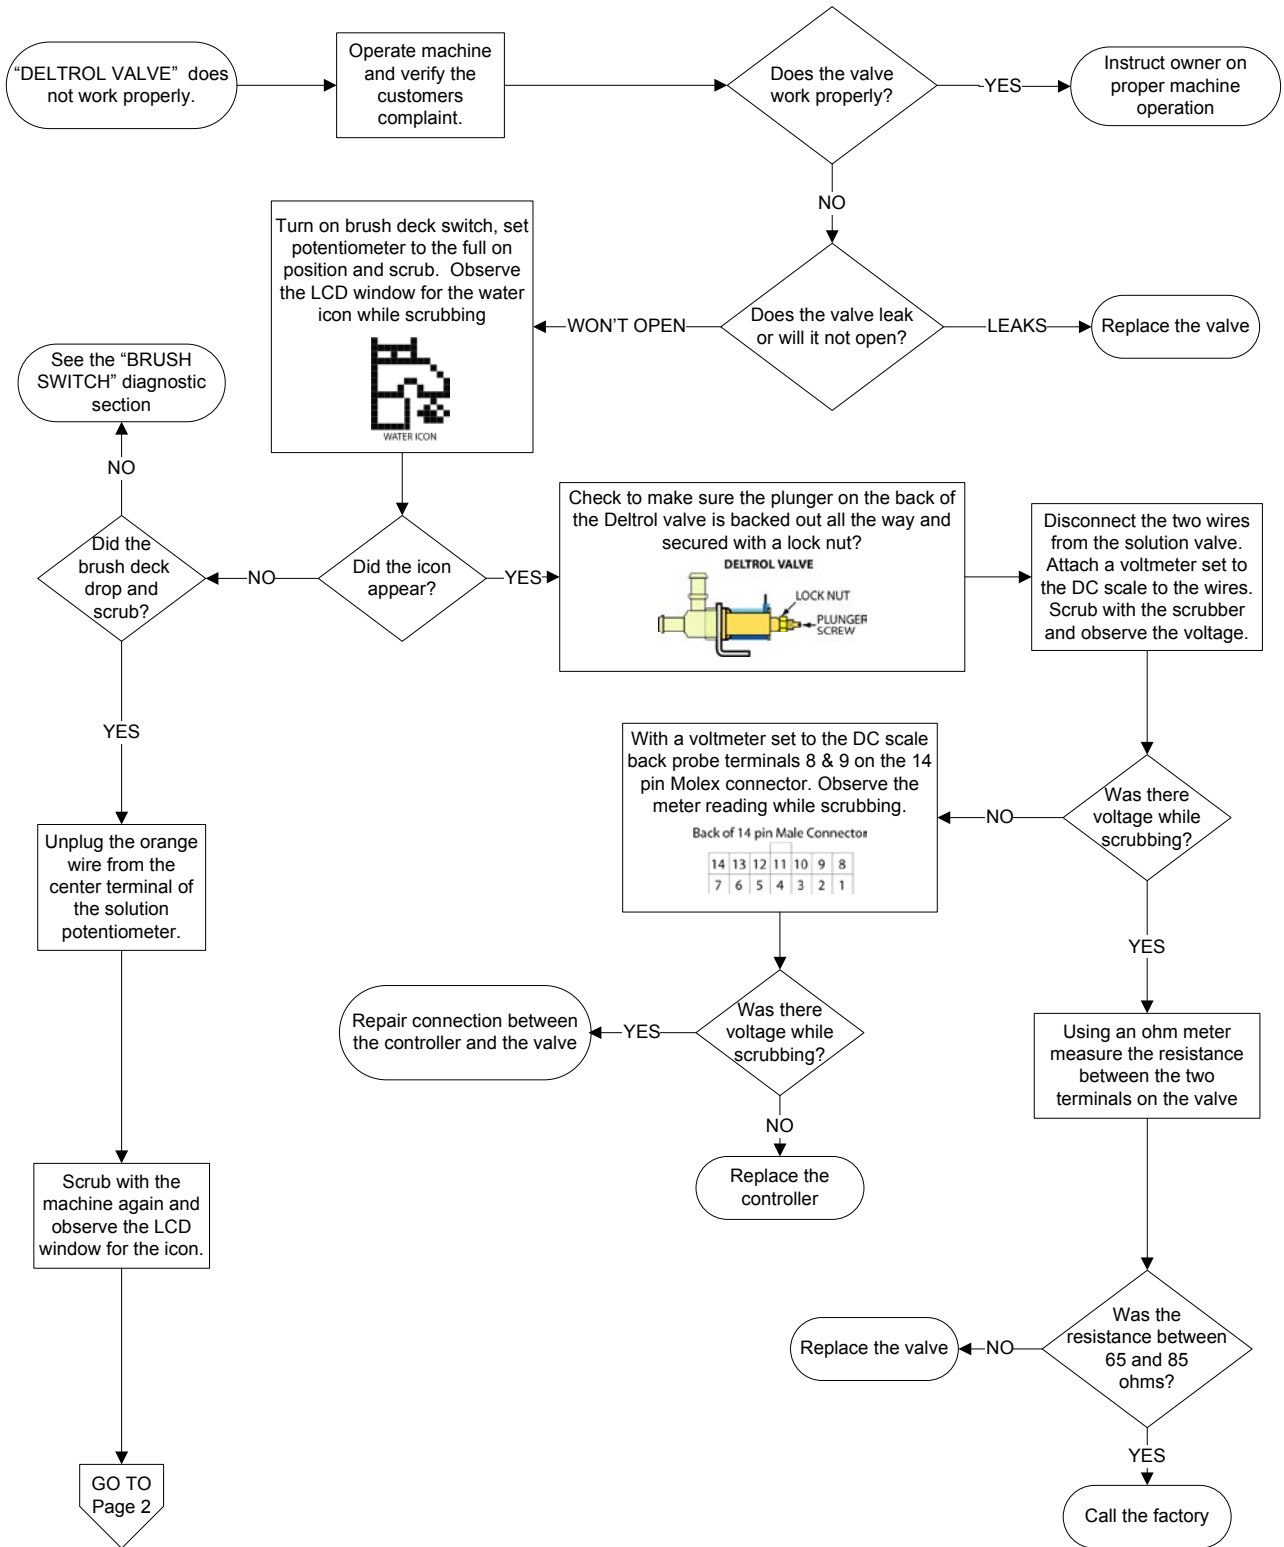 “DELTROL VALVE” does
not work properly.
Operate machine
and verify the
customers
complaint.
Does the valve
work properly?
YES
Instruct owner on
proper machine
operation
NO
Turn on brush deck switch, set
potentiometer to the full on
position and scrub. Observe
the LCD window for the water
icon while scrubbing
WATER ICON
WON’T OPEN
Does the valve leak
or will it not open?
LEAKS
Replace the valve
See the “BRUSH
SWITCH” diagnostic
section
NO
Did the
brush deck
drop and
scrub?
NO
Did the icon
appear?
YES
Check to make sure the plunger on the back of
the Deltrol valve is backed out all the way and
secured with a lock nut?
DELTROL VALVE
LOCK NUT
PLUNGER
SCREW
Disconnect the two wires
from the solution valve.
Attach a voltmeter set to
the DC scale to the wires.
Scrub with the scrubber
and observe the voltage.
YES
With a voltmeter set to the DC scale
back probe terminals 8 & 9 on the 14
pin Molex connector. Observe the
meter reading while scrubbing.
Back of 14 pin Male Connector
14 13 12 11 10 9 8
7 6 5 4 3 2 1
NO
Was there
voltage while
scrubbing?
Unplug the orange
wire from the
center terminal of
the solution
potentiometer.
YES
Repair connection between
the controller and the valve
YES
Was there
voltage while
scrubbing?
Using an ohm meter
measure the resistance
between the two
terminals on the valve
NO
Replace the
controller
Scrub with the
machine again and
observe the LCD
window for the icon.
Replace the valve
NO
Was the
resistance between
65 and 85
ohms?
YES
GO TO
Page 2
Call the factory